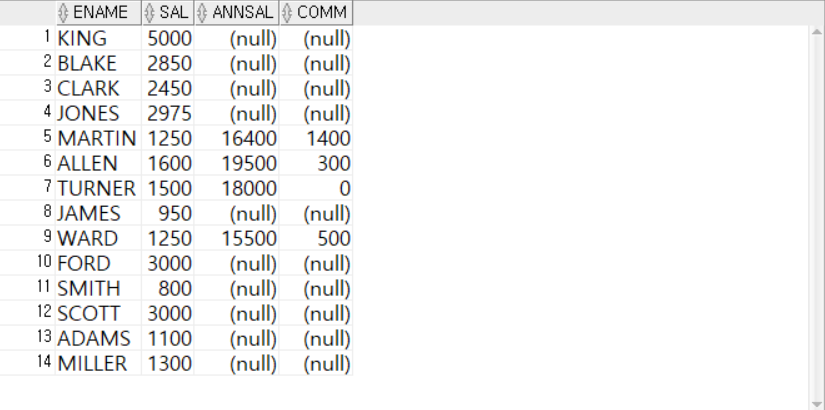 ENAME SAL ANNSAL COMM
1 KING 5000 (null) (null)
2 BLAKE 2850 (null) (null)
3 CLARK 2450 (null) (null)
4 JONES 2975 (null) (null)
5 MARTIN 1250 16400 1400
6 ALLEN 1600 19500 300
7 TURNER 1500 18000 0
8 JAMES 950 (null) (null)
9 WARD 1250 15500 500
10 FORD 3000 (null) (null)
11 SMITH 800 (null) (null)
12 SCOTT 3000 (null) (null)
13 ADAMS 1100 (null) (null)
14 MILLER 1300 (null) (null)